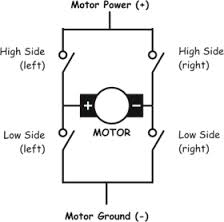 Motor Power (+)
High Side
(left)
High Side
(right)
+
−
MOTOR
Low Side
(left)
Low Side
(right)
Motor Ground (-)